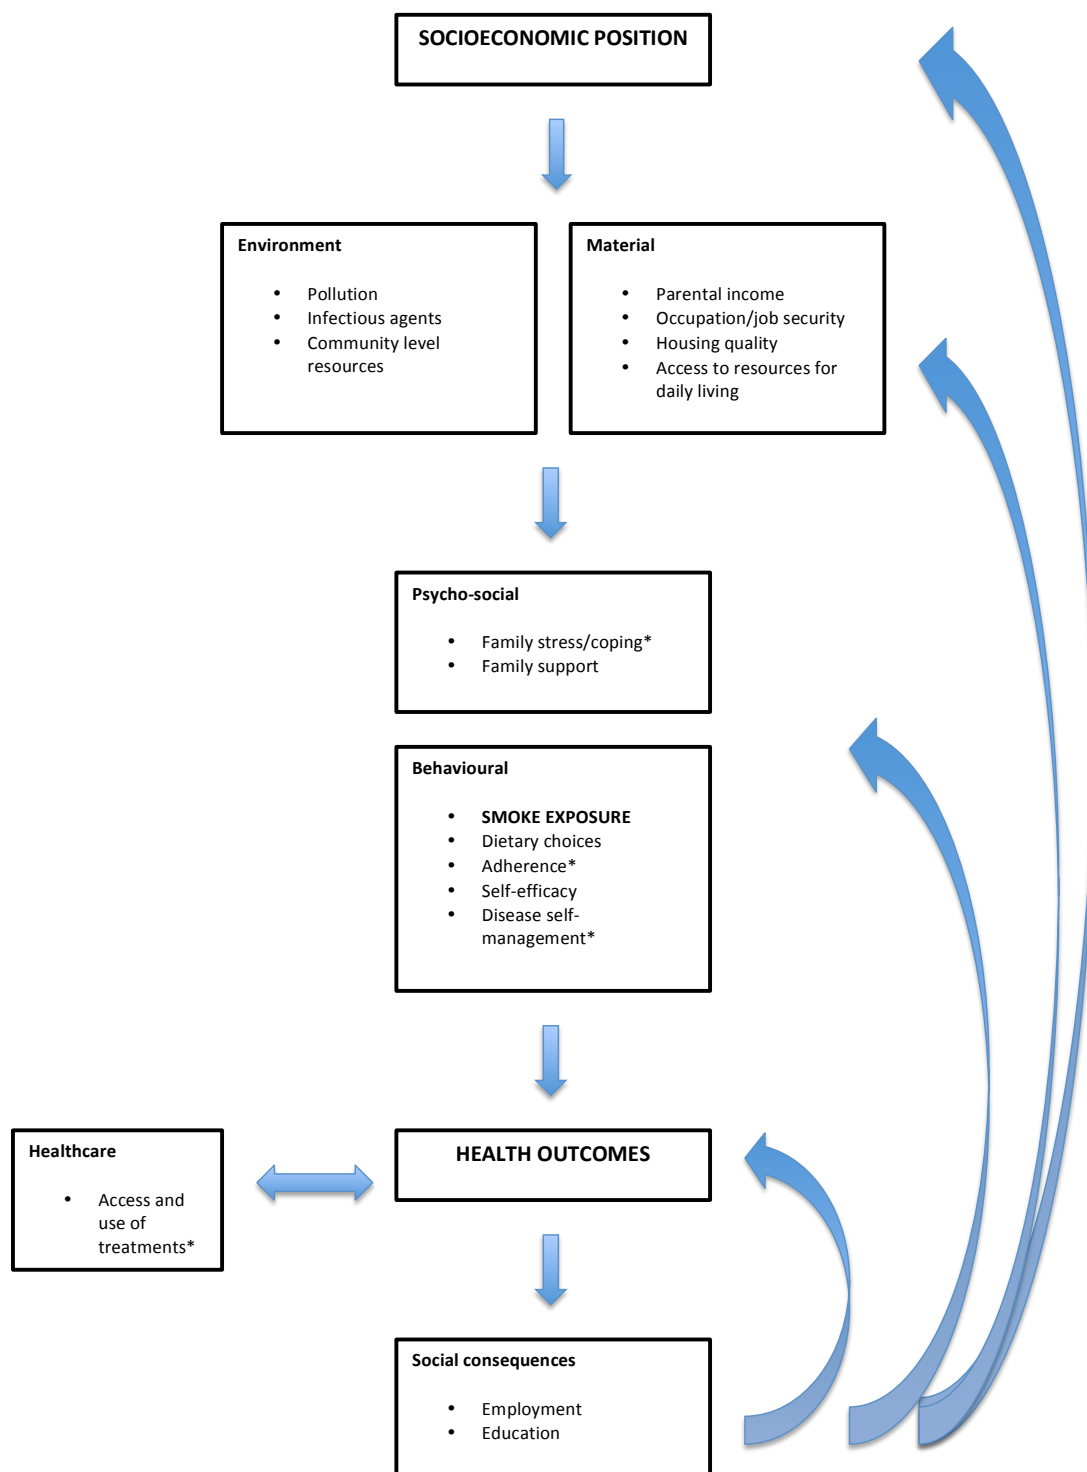 SOCIOECONOMIC POSITION
Environment
• Pollution
• Infectious agents
• Community level
resources
Material
• Parental income
• Occupation/job security
• Housing quality
• Access to resources for
daily living
Psycho-social
• Family stress/coping*
• Family support
Behavioural
• SMOKE EXPOSURE
• Dietary choices
• Adherence*
• Self-efficacy
• Disease self-
management*
Healthcare
• Access and
use of
treatments*
HEALTH OUTCOMES
Social consequences
• Employment
• Education